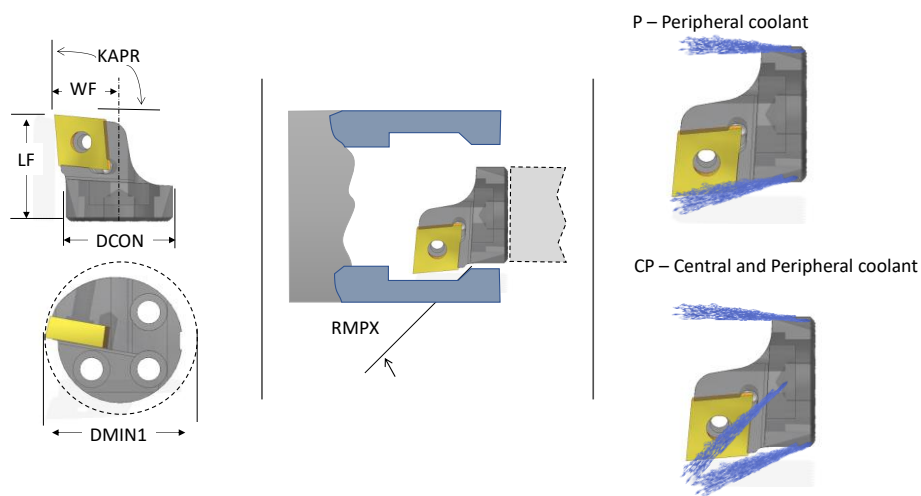 KAPR
WF
LF
DCON
DMIN1
RMPX
P – Peripheral coolant
CP – Central and Peripheral coolant